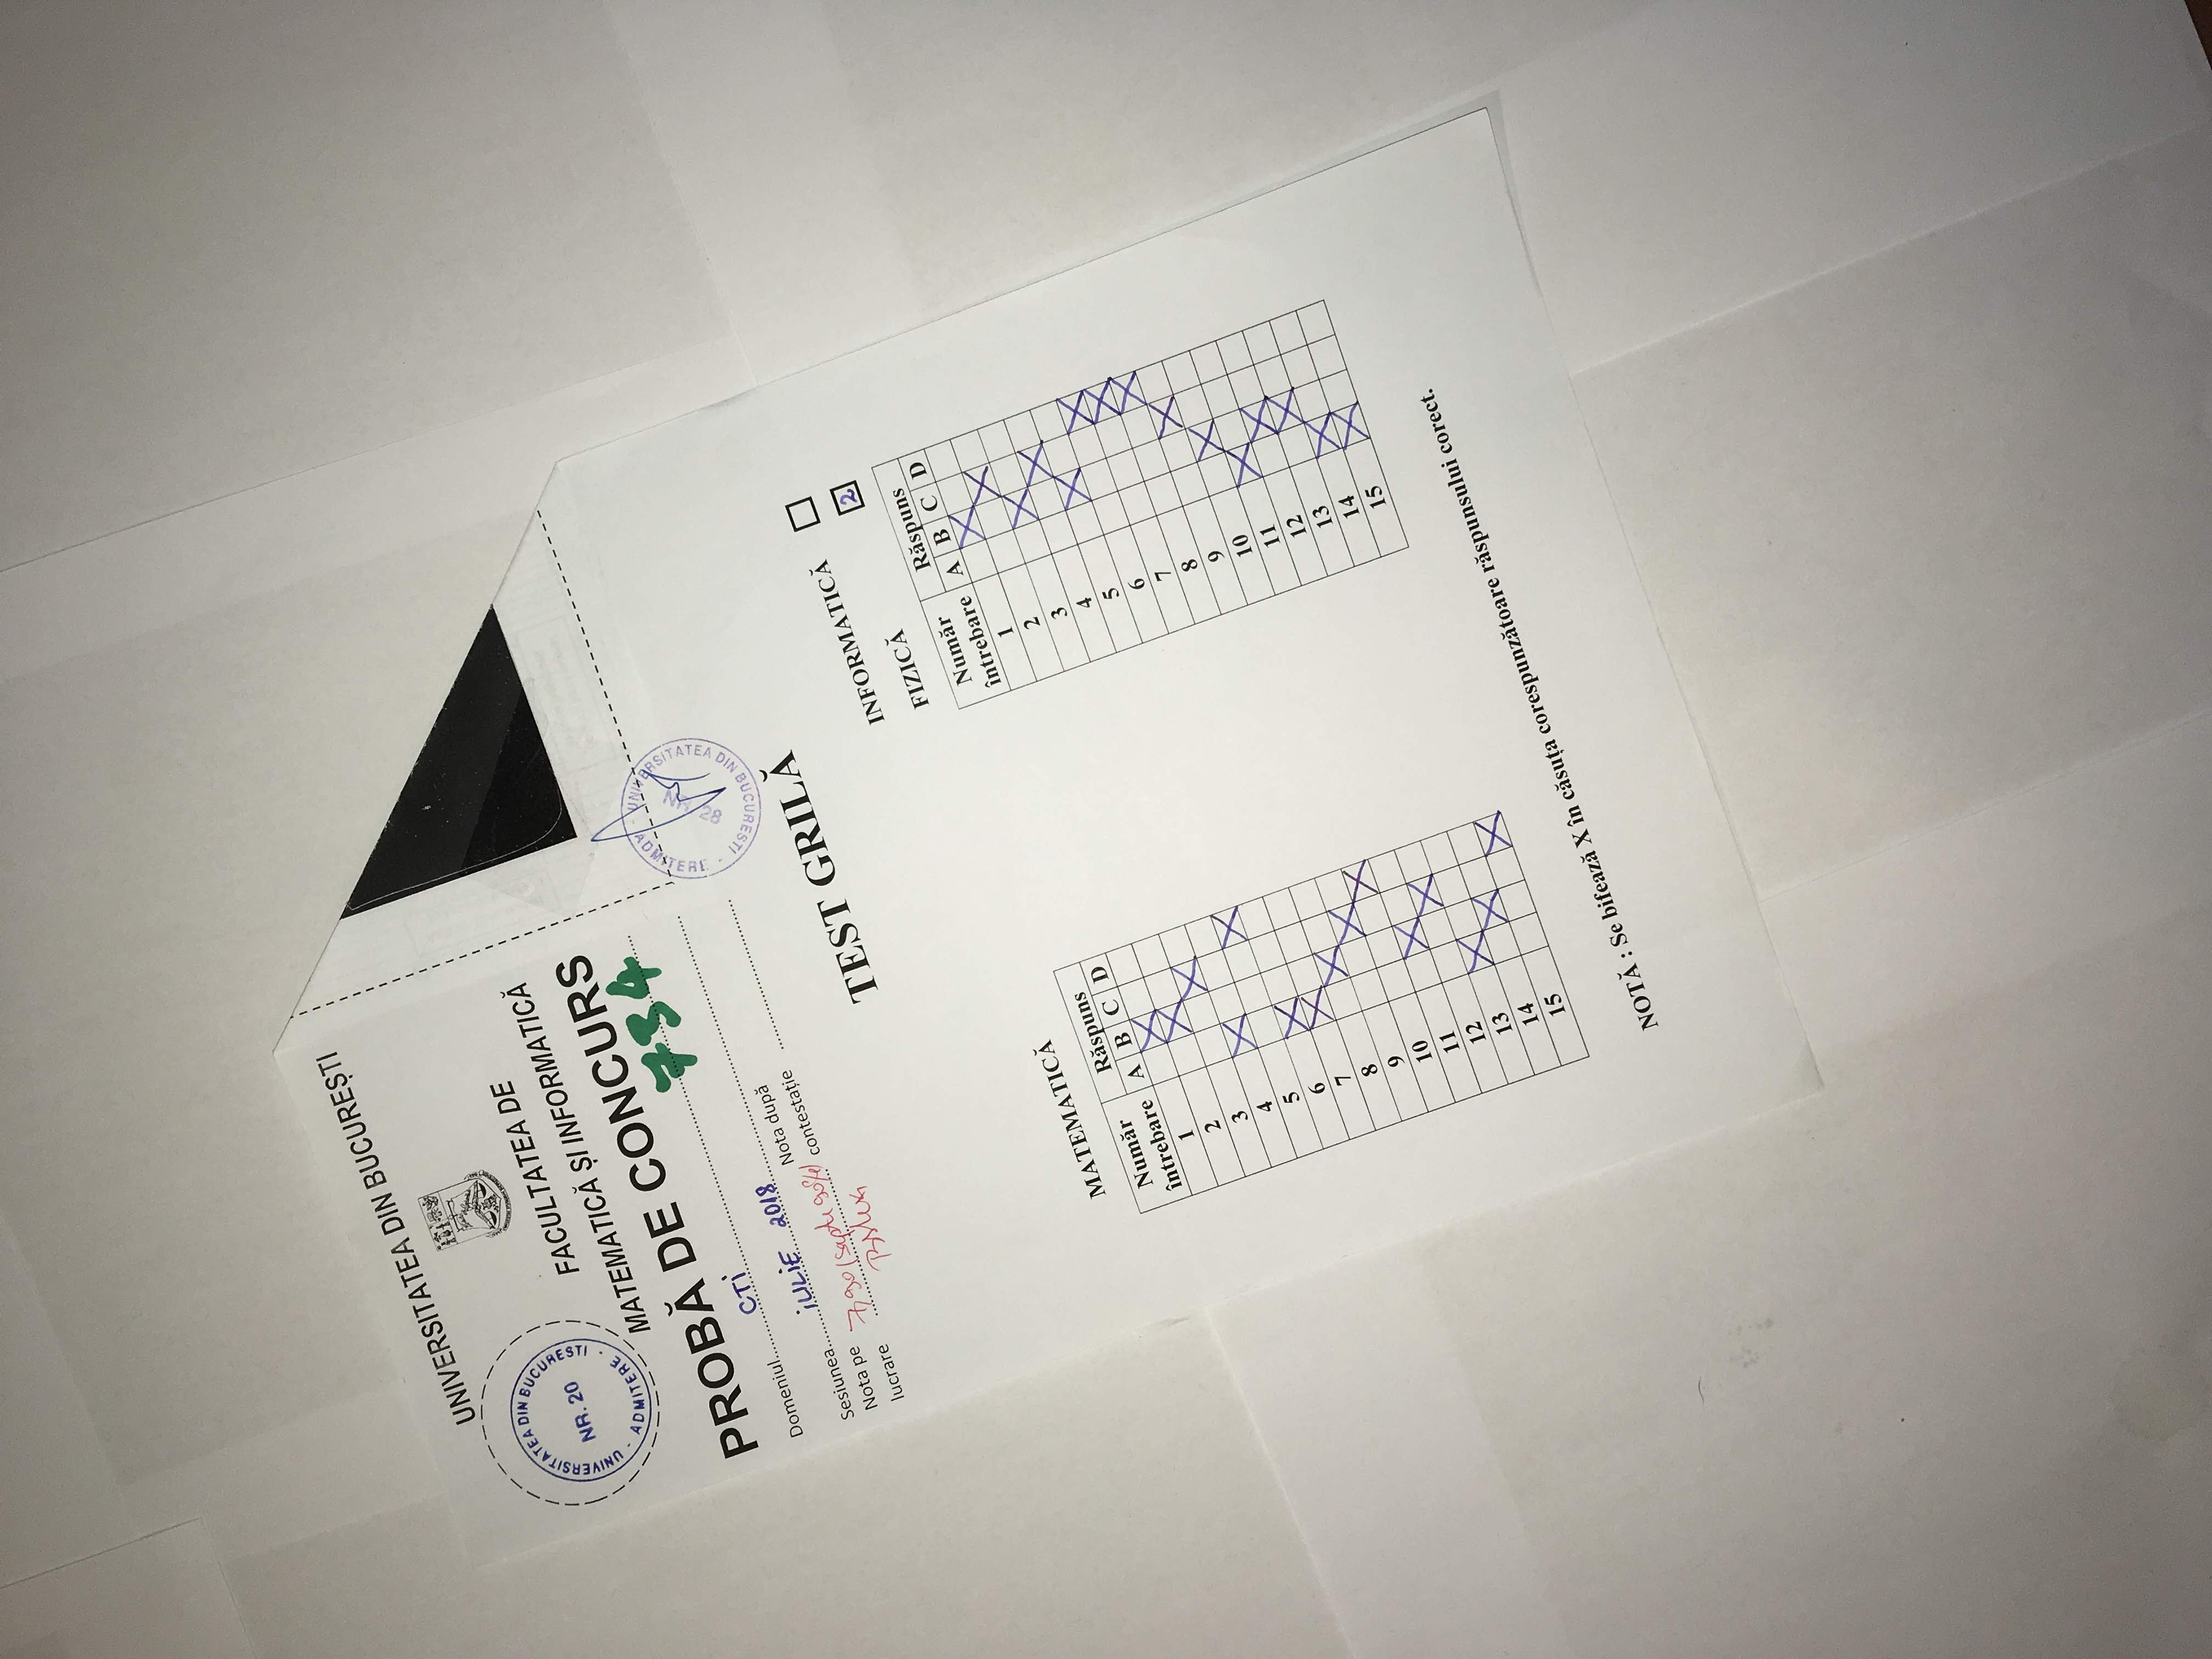 UNIVERSITATEA DIN BUCUREȘTI
FACULTATEA DE
MATEMATICĂ ȘI INFORMATICĂ
UNIVERSITATEA DIN BUCURESTI - ADMITERE -
NR. 20
PROBĂ DE CONCURS
734
Domeniul CTI
Sesiunea IULIE 2018
Nota pe lucrare 7,90 (șapte 90%)
Nota după contestație
UNIVERSITATEA DIN BUCURESTI - ADMITERE -
Nr. 28
TEST GRILĂ
INFORMATICĂ
FIZICĂ 2
MATEMATICĂ
Număr întrebare Răspuns
A B C D
1 X
2 X
3 X
4 X
5 X
6 X
7 X
8 X
9 X
10 X
11 X
12 X
13 X
14 X
15 X
Număr întrebare Răspuns
A B C D
1 X
2 X
3 X
4 X
5 X
6 X
7 X
8 X
9 X
10 X
11 X
12 X
13 X
14 X
15 X
NOTĂ : Se bifează X în căsuța corespunzătoare răspunsului corect.